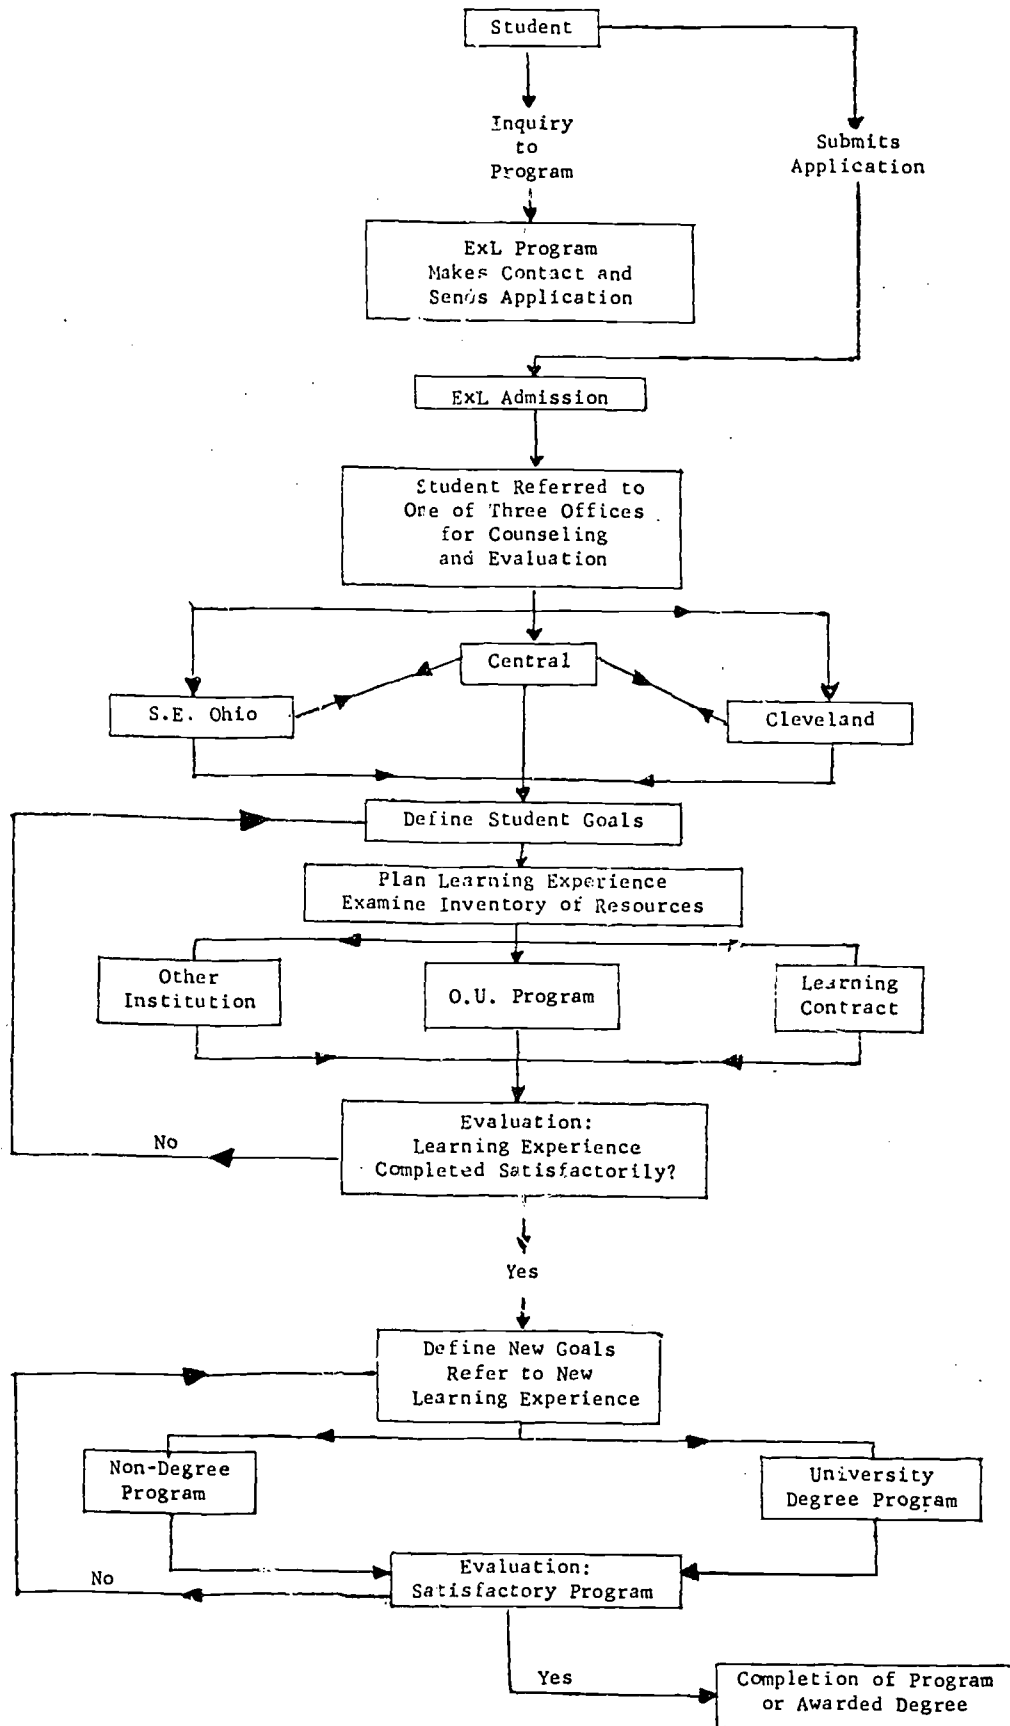 Student
Inquiry
to
Program
Submits
Application
ExL Program
Makes Contact and
Sends Application
ExL Admission
Student Referred to
One of Three Offices
for Counseling
and Evaluation
Central
S.E. Ohio
Cleveland
Define Student Goals
Plan Learning Experience
Examine Inventory of Resources
Other
Institution
O.U. Program
Learning
Contract
Evaluation:
Learning Experience
Completed Satisfactorily?
No
Yes
Define New Goals
Refer to New
Learning Experience
Non-Degree
Program
University
Degree Program
Evaluation:
Satisfactory Program
No
Yes
Completion of Program
or Awarded Degree